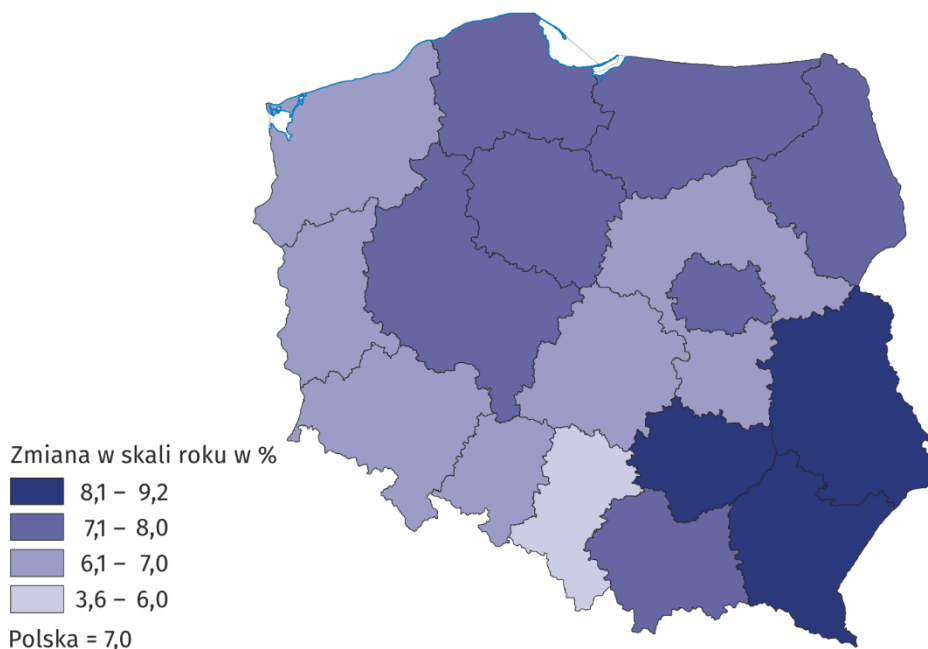 Zmiana w skali roku w %
8,1 – 9,2
7,1 – 8,0
6,1 – 7,0
3,6 – 6,0
Polska = 7,0